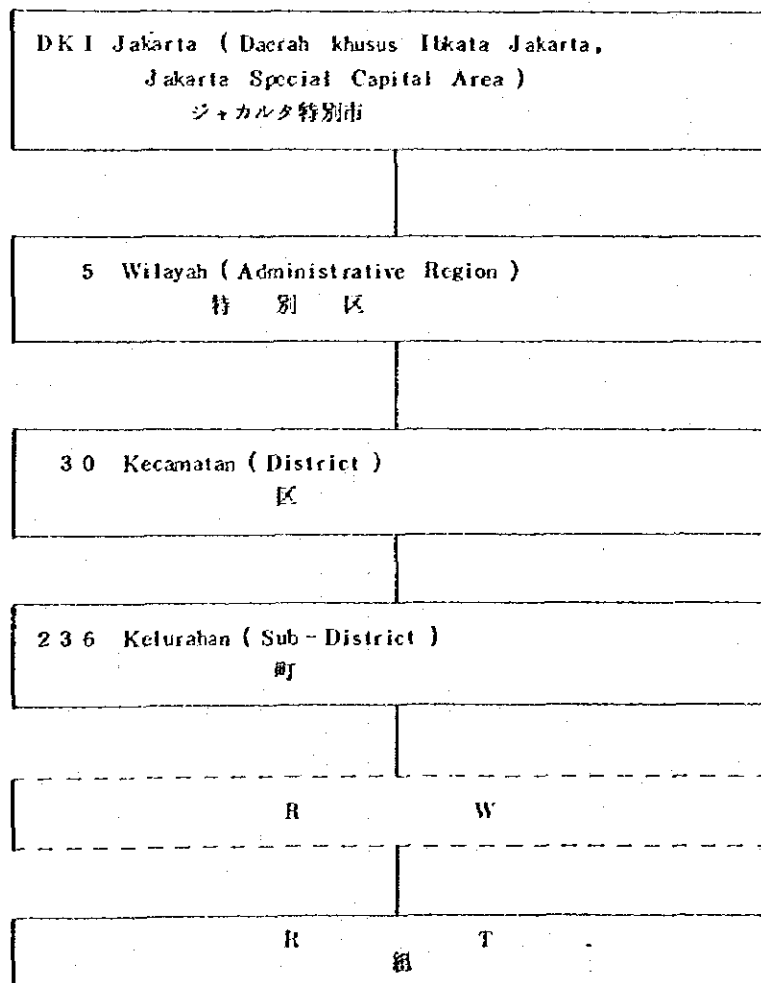 DKI Jakarta ( Daerah khusus Ibukata Jakarta,
Jakarta Special Capital Area )
ジャカルタ特別市
5 Wilayah ( Administrative Region )
特 別 区
30 Kecamatan ( District )
区
236 Kelurahan ( Sub-District )
町
R W
R T
組